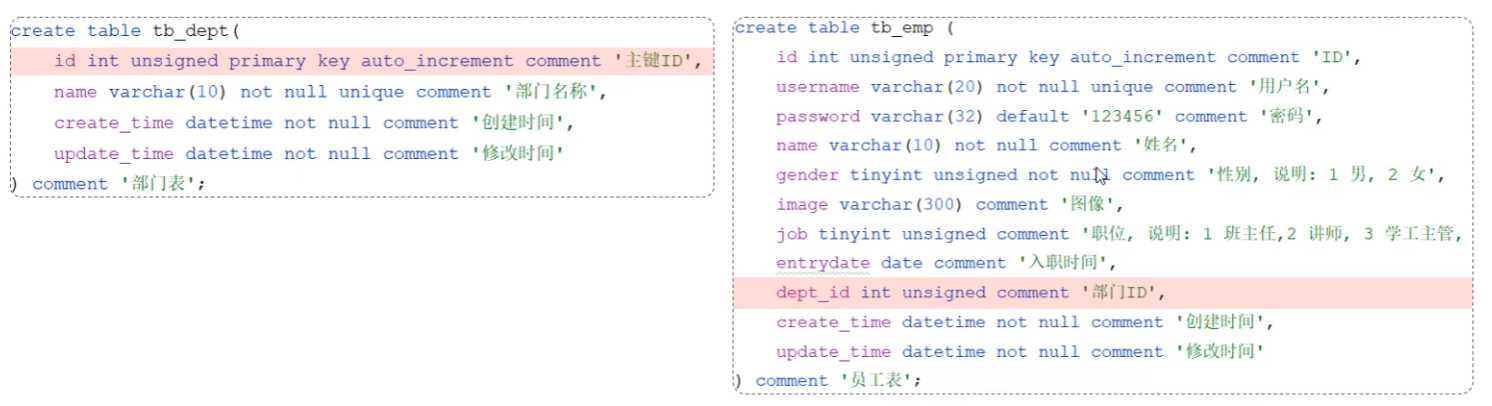 create table tb_dept(
id int unsigned primary key auto_increment comment '主键ID',
name varchar(10) not null unique comment '部门名称',
create_time datetime not null comment '创建时间',
update_time datetime not null comment '修改时间'
) comment '部门表';
create table tb_emp (
id int unsigned primary key auto_increment comment 'ID',
username varchar(20) not null unique comment '用户名',
password varchar(32) default '123456' comment '密码',
name varchar(10) not null comment '姓名',
gender tinyint unsigned not null comment '性别, 说明: 1 男, 2 女',
image varchar(300) comment '图像',
job tinyint unsigned comment '职位, 说明: 1 班主任,2 讲师, 3 学工主管,
entrydate date comment '入职时间',
dept_id int unsigned comment '部门ID',
create_time datetime not null comment '创建时间',
update_time datetime not null comment '修改时间'
) comment '员工表';